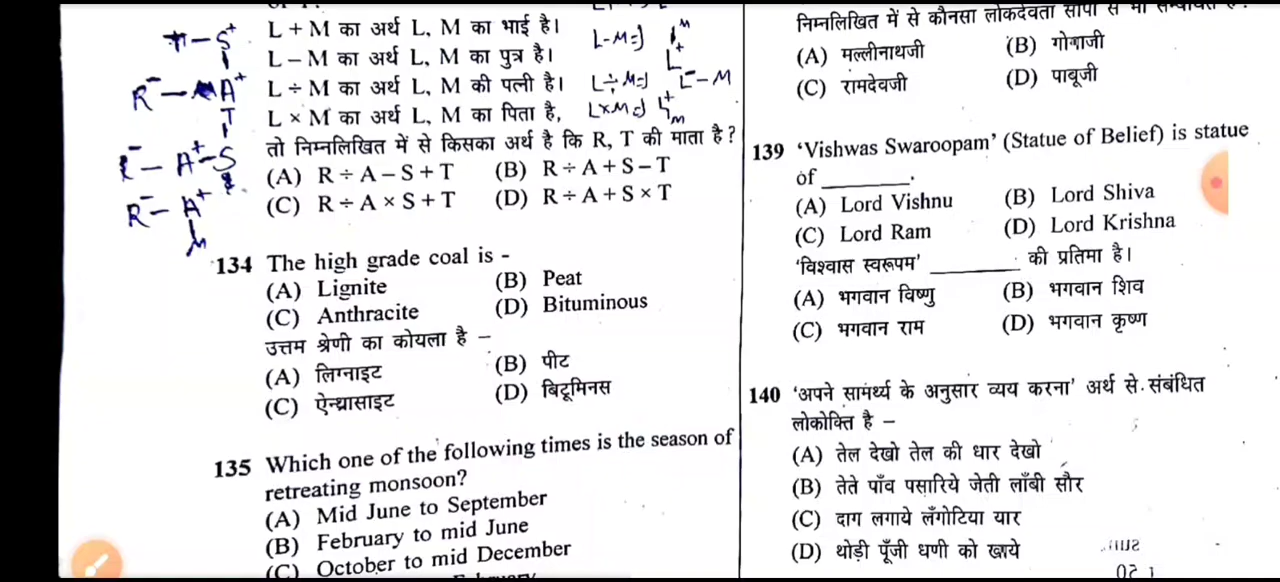 L + M का अर्थ L, M का भाई है।
L – M का अर्थ L, M का पुत्र है।
L ÷ M का अर्थ L, M की पत्नी है।
L × M का अर्थ L, M का पिता है,
तो निम्नलिखित में से किसका अर्थ है कि R, T की माता है ?
(A) R ÷ A – S + T (B) R ÷ A + S – T
(C) R ÷ A × S + T (D) R ÷ A + S × T
134 The high grade coal is -
(A) Lignite (B) Peat
(C) Anthracite (D) Bituminous
उत्तम श्रेणी का कोयला है –
(A) लिग्नाइट (B) पीट
(C) ऐन्थ्रासाइट (D) बिटूमिनस
135 Which one of the following times is the season of
retreating monsoon?
(A) Mid June to September
(B) February to mid June
(C) October to mid December
निम्नलिखित में से कौनसा लोकदेवता
(A) मल्लीनाथजी (B) गोगाजी
(C) रामदेवजी (D) पाबूजी
139 ‘Vishwas Swaroopam’ (Statue of Belief) is statue
of ________.
(A) Lord Vishnu (B) Lord Shiva
(C) Lord Ram (D) Lord Krishna
‘विश्वास स्वरूपम’ ________ की प्रतिमा है।
(A) भगवान विष्णु (B) भगवान शिव
(C) भगवान राम (D) भगवान कृष्ण
140 ‘अपने सामर्थ्य के अनुसार व्यय करना’ अर्थ से संबंधित
लोकोक्ति है –
(A) तेल देखो तेल की धार देखो
(B) तेते पाँव पसारिये जेती लाँबी सौर
(C) दाग लगाये लँगोटिया यार
(D) थोड़ी पूँजी धणी को खाये